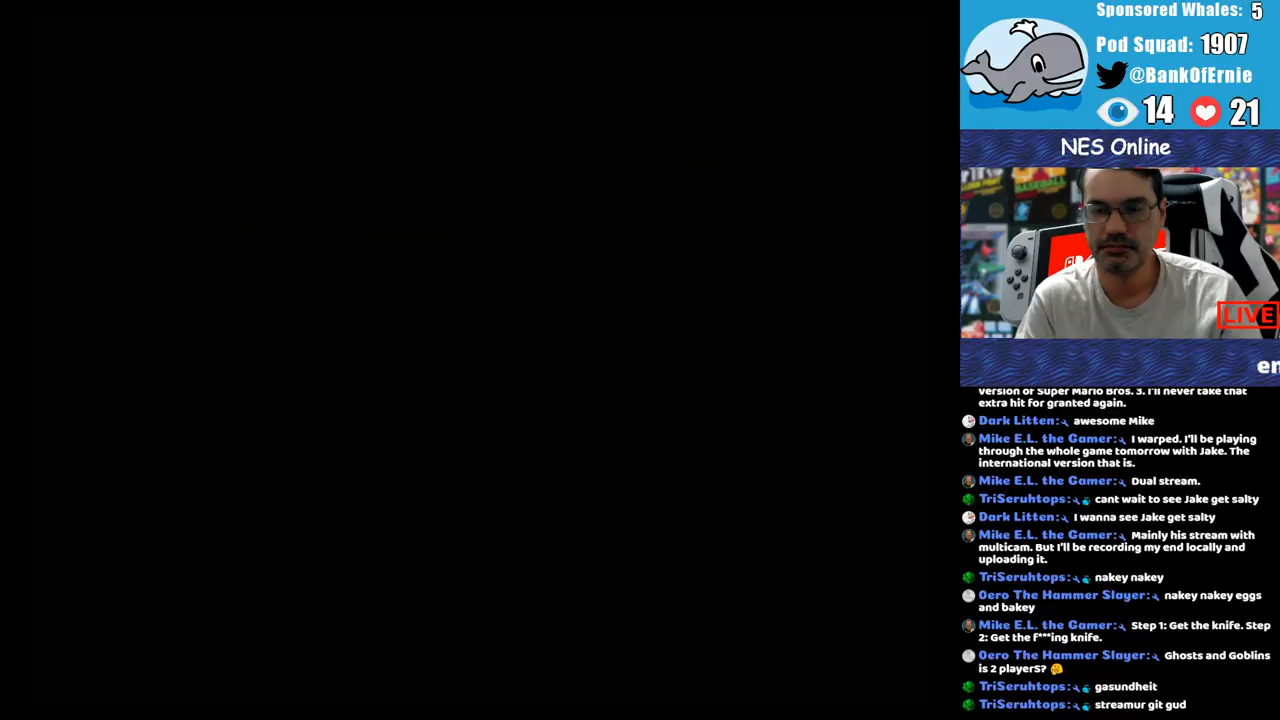 Sponsored Whales: 5
Pod Squad: 1907
@BankOfErnie
14 21
NES Online
LIVE
en
version of Super Mario Bros. 3. I'll never take that
extra hit for granted again.
Dark Litten: awesome Mike
Mike E.L. the Gamer: I warped. I'll be playing
through the whole game tomorrow with Jake. The
international version that is.
Mike E.L. the Gamer: Dual stream.
TriSeruhtops: cant wait to see Jake get salty
Dark Litten: I wanna see Jake get salty
Mike E.L. the Gamer: Mainly his stream with
multicam. But I'll be recording my end locally and
uploading it.
TriSeruhtops: nakey nakey
0ero The Hammer Slayer: nakey nakey eggs
and bakey
Mike E.L. the Gamer: Step 1: Get the knife. Step
2: Get the f***ing knife.
0ero The Hammer Slayer: Ghosts and Goblins
is 2 playerS? 🤔
TriSeruhtops: gasundheit
TriSeruhtops: streamur git gud